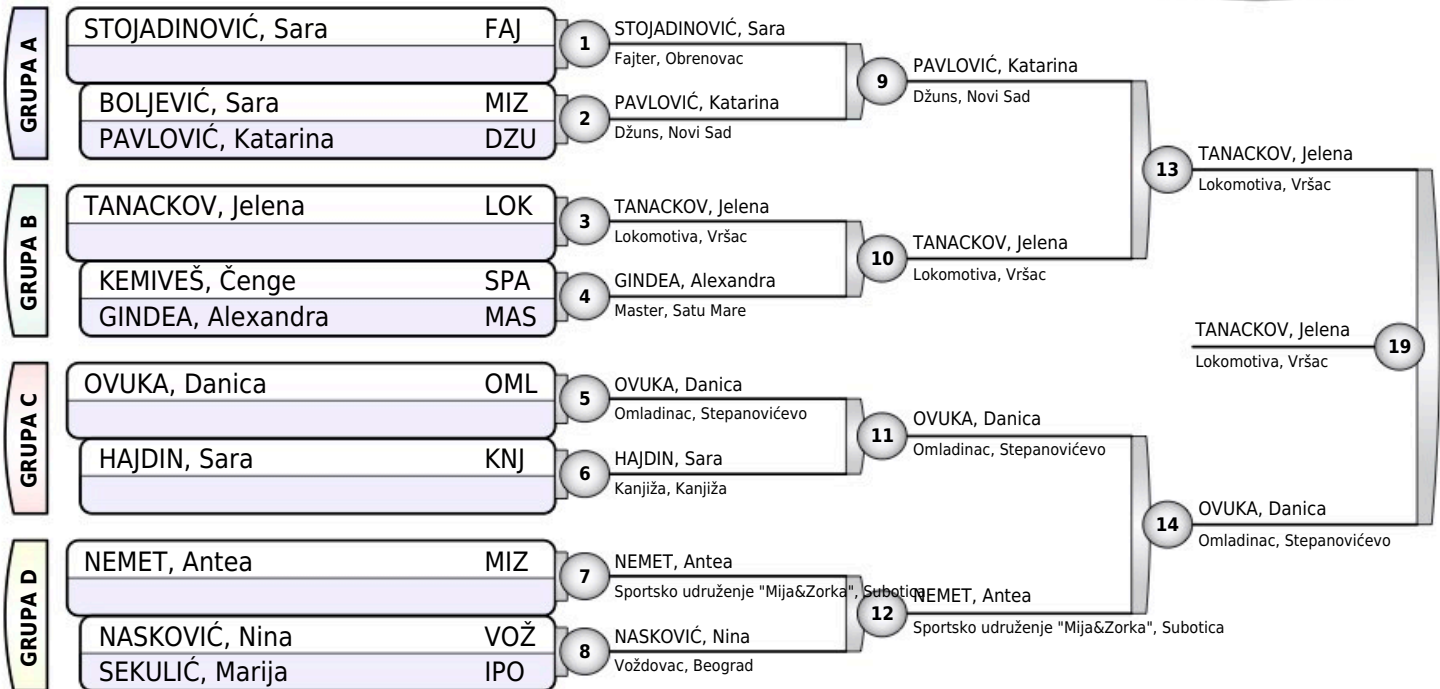 GRUPA A
STOJADINOVIĆ, Sara FAJ
BOLJEVIĆ, Sara MIZ
PAVLOVIĆ, Katarina DZU
1
STOJADINOVIĆ, Sara
Fajter, Obrenovac
2
PAVLOVIĆ, Katarina
Džuns, Novi Sad
9
PAVLOVIĆ, Katarina
Džuns, Novi Sad
GRUPA B
TANACKOV, Jelena LOK
KEMIVEŠ, Čenge SPA
GINDEA, Alexandra MAS
3
TANACKOV, Jelena
Lokomotiva, Vršac
4
GINDEA, Alexandra
Master, Satu Mare
10
TANACKOV, Jelena
Lokomotiva, Vršac
13
TANACKOV, Jelena
Lokomotiva, Vršac
GRUPA C
OVUKA, Danica OML
HAJDIN, Sara KNJ
5
OVUKA, Danica
Omladinac, Stepanovićevo
6
HAJDIN, Sara
Kanjiža, Kanjiža
11
OVUKA, Danica
Omladinac, Stepanovićevo
GRUPA D
NEMET, Antea MIZ
NASKOVIĆ, Nina VOŽ
SEKULIĆ, Marija IPO
7
NEMET, Antea
Sportsko udruženje "Mija&Zorka", Subotica
8
NASKOVIĆ, Nina
Voždovac, Beograd
12
NEMET, Antea
Sportsko udruženje "Mija&Zorka", Subotica
14
OVUKA, Danica
Omladinac, Stepanovićevo
TANACKOV, Jelena
Lokomotiva, Vršac
19